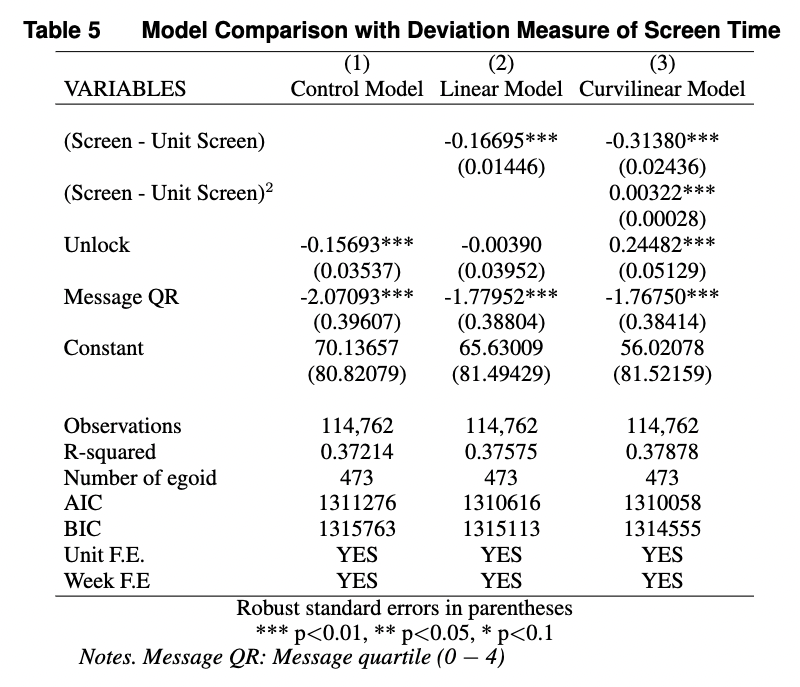 Table 5 Model Comparison with Deviation Measure of Screen Time
(1) (2) (3)
VARIABLES Control Model Linear Model Curvilinear Model
(Screen - Unit Screen) -0.16695*** -0.31380***
(0.01446) (0.02436)
(Screen - Unit Screen)² 0.00322***
(0.00028)
Unlock -0.15693*** -0.00390 0.24482***
(0.03537) (0.03952) (0.05129)
Message QR -2.07093*** -1.77952*** -1.76750***
(0.39607) (0.38804) (0.38414)
Constant 70.13657 65.63009 56.02078
(80.82079) (81.49429) (81.52159)
Observations 114,762 114,762 114,762
R-squared 0.37214 0.37575 0.37878
Number of egoid 473 473 473
AIC 1311276 1310616 1310058
BIC 1315763 1315113 1314555
Unit F.E. YES YES YES
Week F.E YES YES YES
Robust standard errors in parentheses
*** p<0.01, ** p<0.05, * p<0.1
Notes. Message QR: Message quartile (0 − 4)